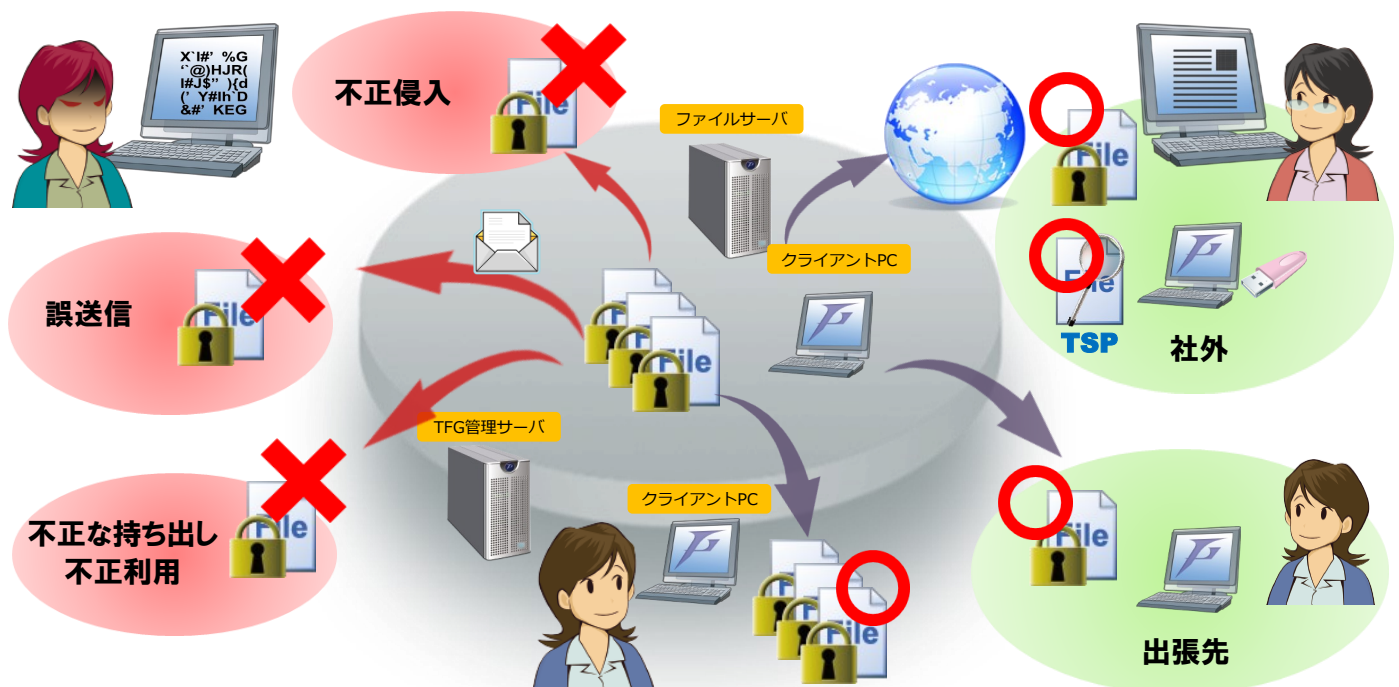 X`I#' %G
‘`@)HJR(
I#J$” ){d
(‘ Y#Ih`D
&#’ KEG
不正侵入
File
ファイルサーバ
File
クライアントPC
誤送信
File
File
File
TSP
社外
TFG管理サーバ
クライアントPC
不正な持ち出し
不正利用
File
File
File
出張先